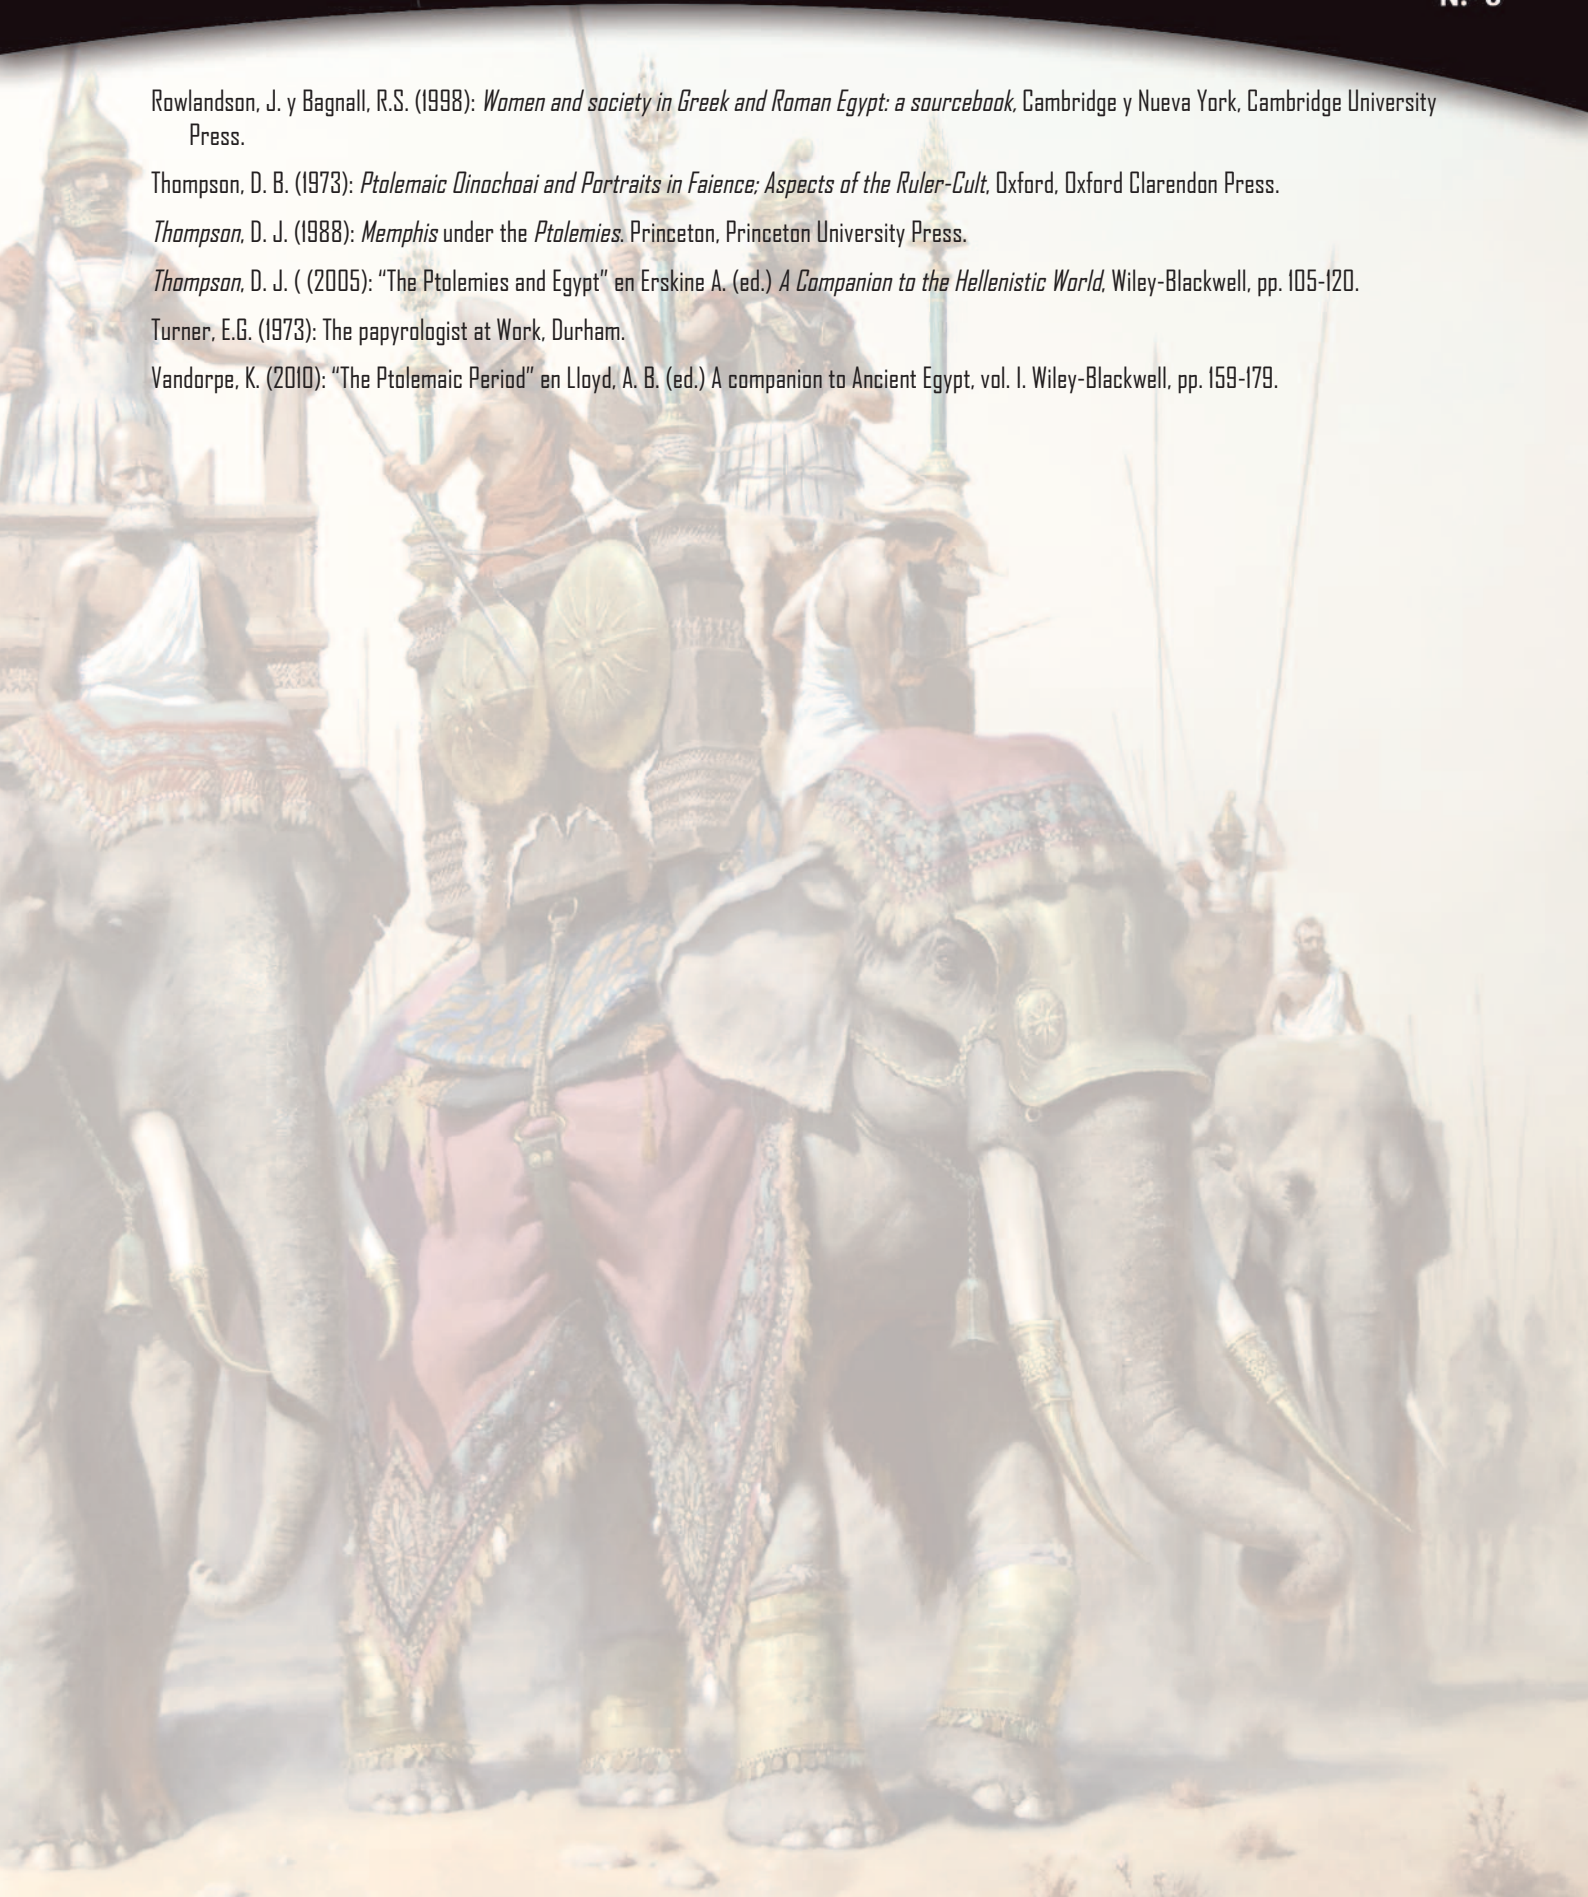 Rowlandson, J. y Bagnall, R.S. (1998): Women and society in Greek and Roman Egypt: a sourcebook, Cambridge y Nueva York, Cambridge University
Press.
Thompson, D. B. (1973): Ptolemaic Oinochoai and Portraits in Faience; Aspects of the Ruler-Cult, Oxford, Oxford Clarendon Press.
Thompson, D. J. (1988): Memphis under the Ptolemies. Princeton, Princeton University Press.
Thompson, D. J. ( (2005): “The Ptolemies and Egypt” en Erskine A. (ed.) A Companion to the Hellenistic World, Wiley-Blackwell, pp. 105-120.
Turner, E.G. (1973): The papyrologist at Work, Durham.
Vandorpe, K. (2010): “The Ptolemaic Period” en Lloyd, A. B. (ed.) A companion to Ancient Egypt, vol. I. Wiley-Blackwell, pp. 159-179.